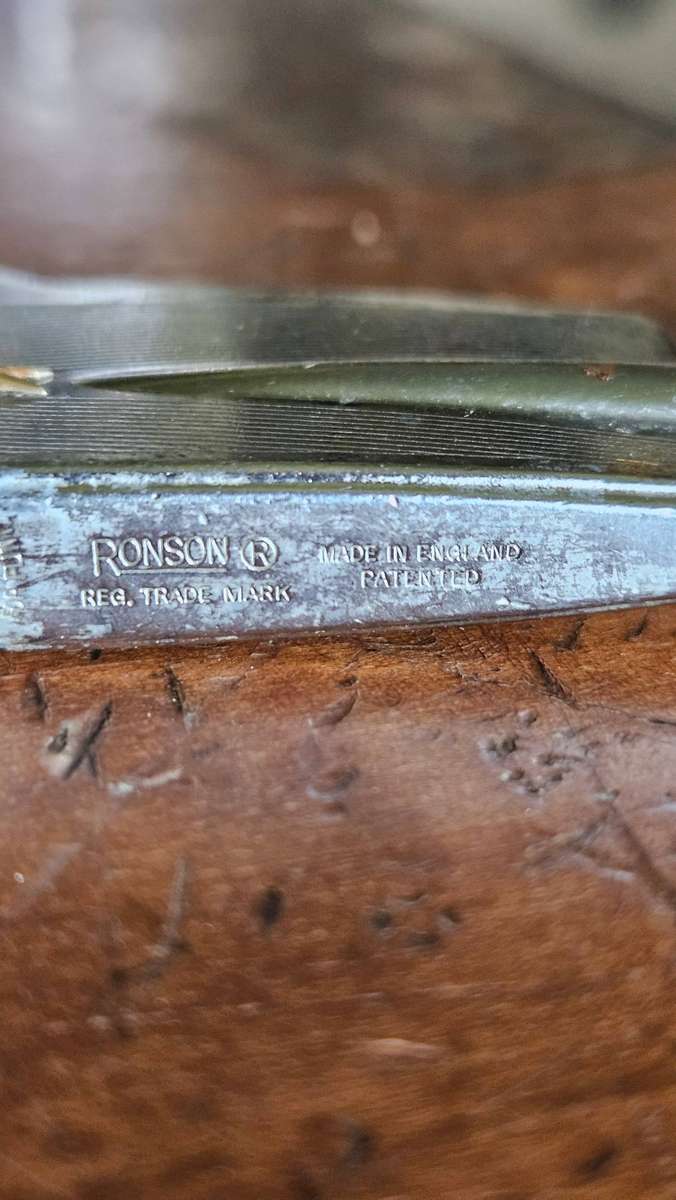 RONSON ®
REG. TRADE MARK
MADE IN ENGLAND
PATENTED